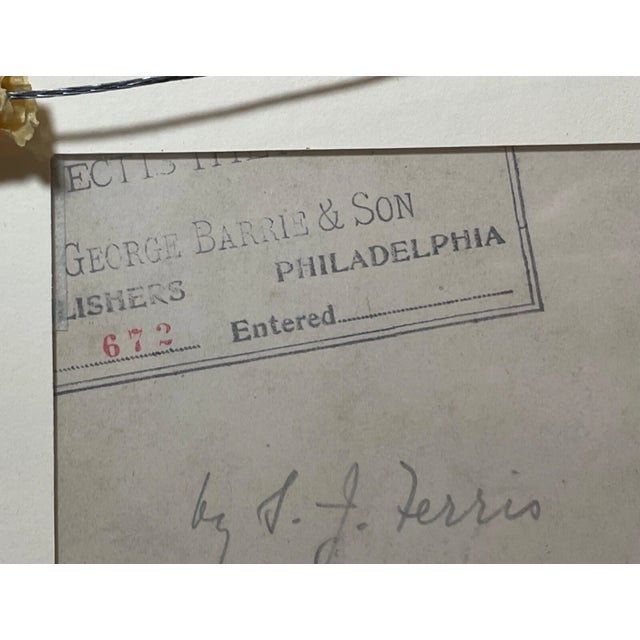 GEORGE BARRIE & SON
LISHERS PHILADELPHIA
672 Entered
by S. J. Ferris